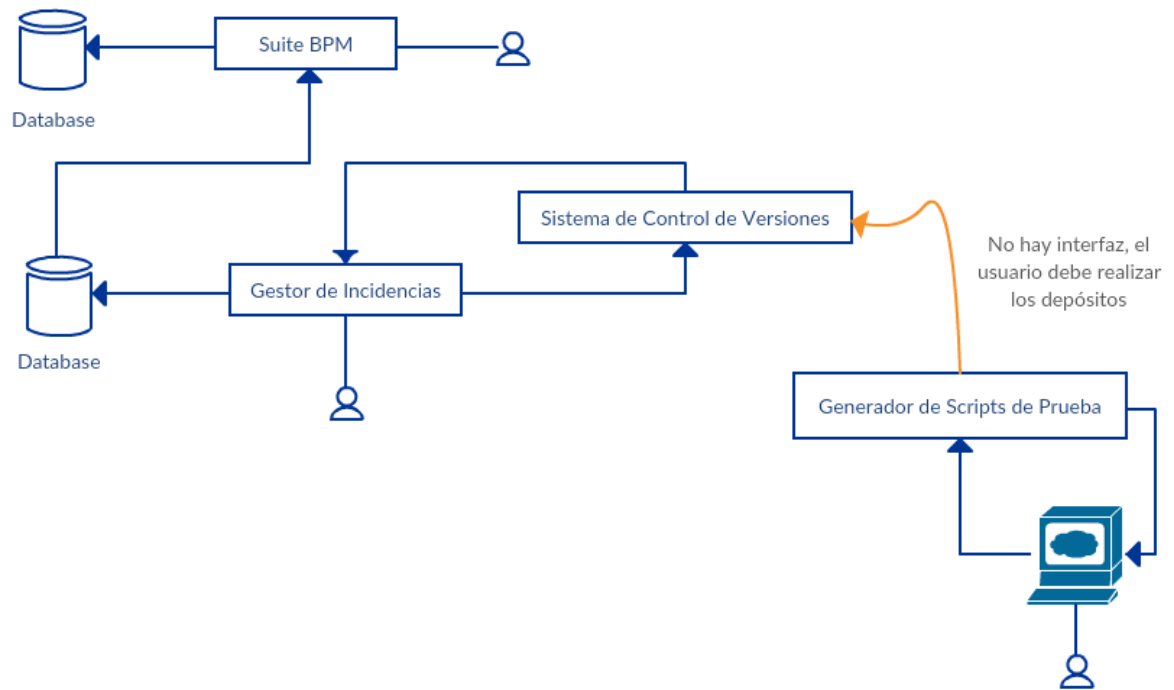 Suite BPM
Database
Sistema de Control de Versiones
No hay interfaz, el
usuario debe realizar
los depósitos
Gestor de Incidencias
Database
Generador de Scripts de Prueba